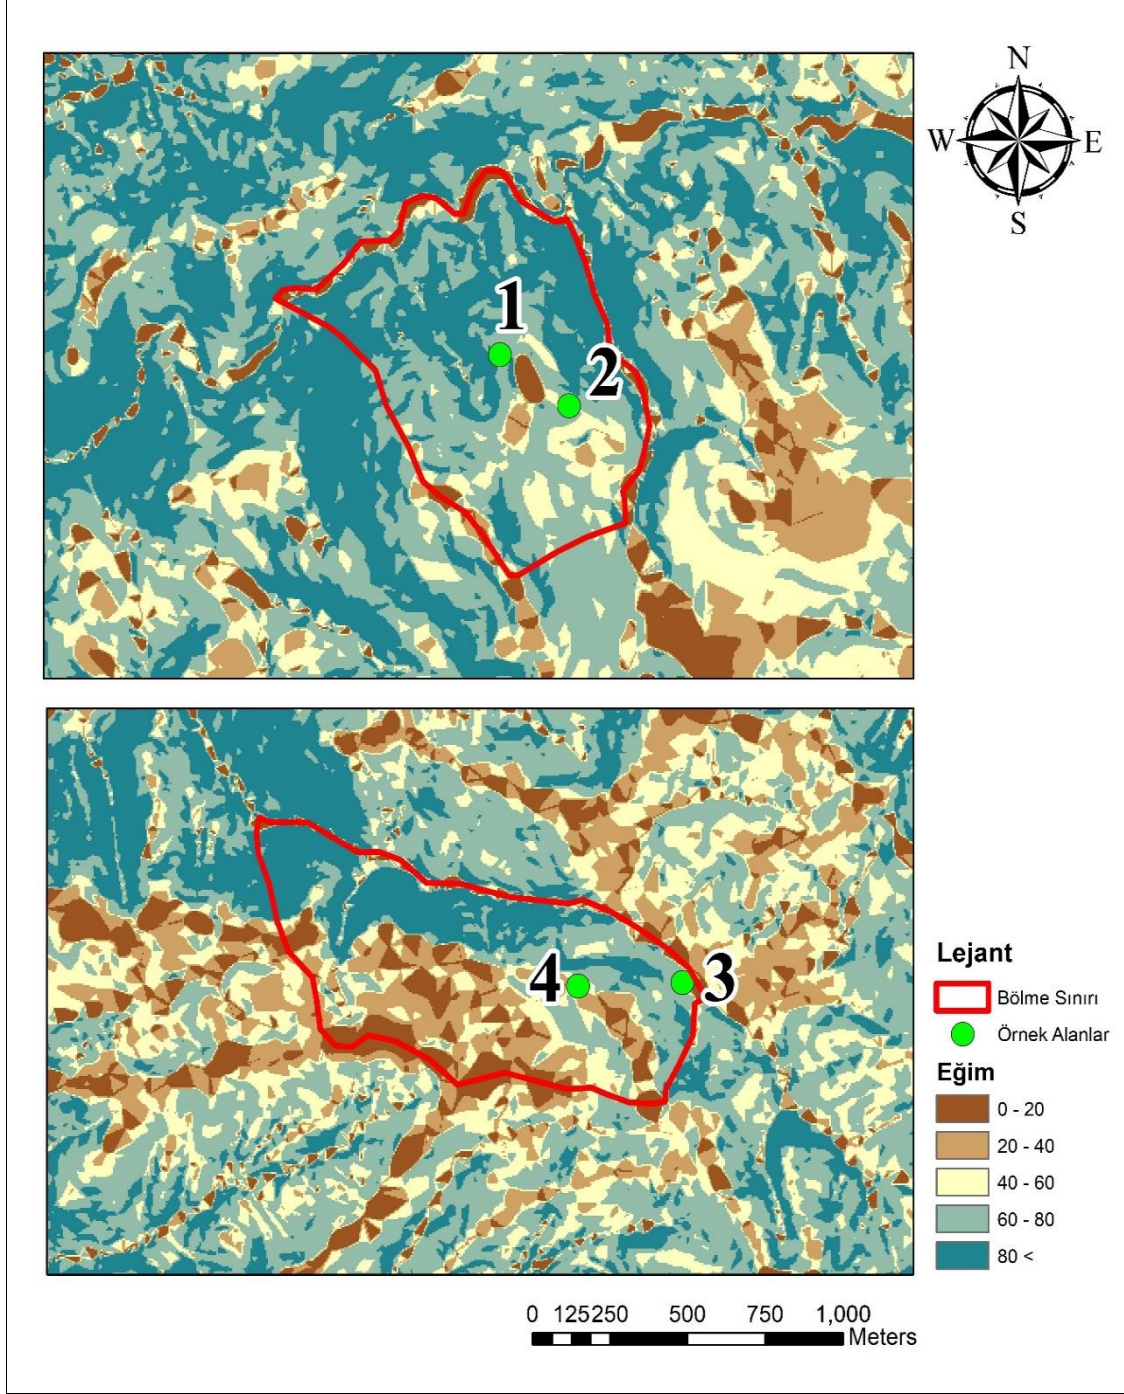 N
W E
S
1
2
4 3
Lejant
Bölme Sınırı
Örnek Alanlar
Eğim
0 - 20
20 - 40
40 - 60
60 - 80
80 <
0 125250 500 750 1,000
Meters